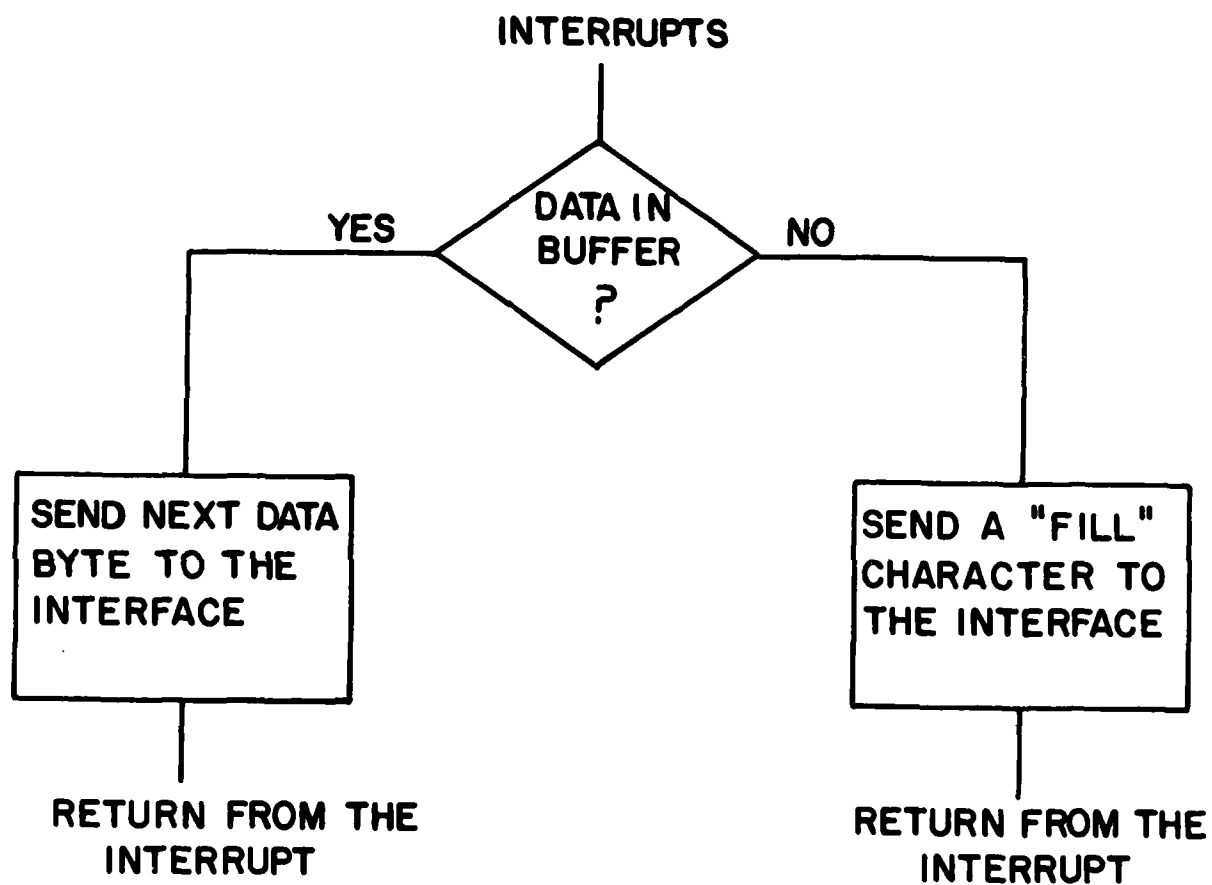 INTERRUPTS
DATA IN
BUFFER
?
YES
NO
SEND NEXT DATA
BYTE TO THE
INTERFACE
SEND A "FILL"
CHARACTER TO
THE INTERFACE
RETURN FROM THE
INTERRUPT
RETURN FROM THE
INTERRUPT